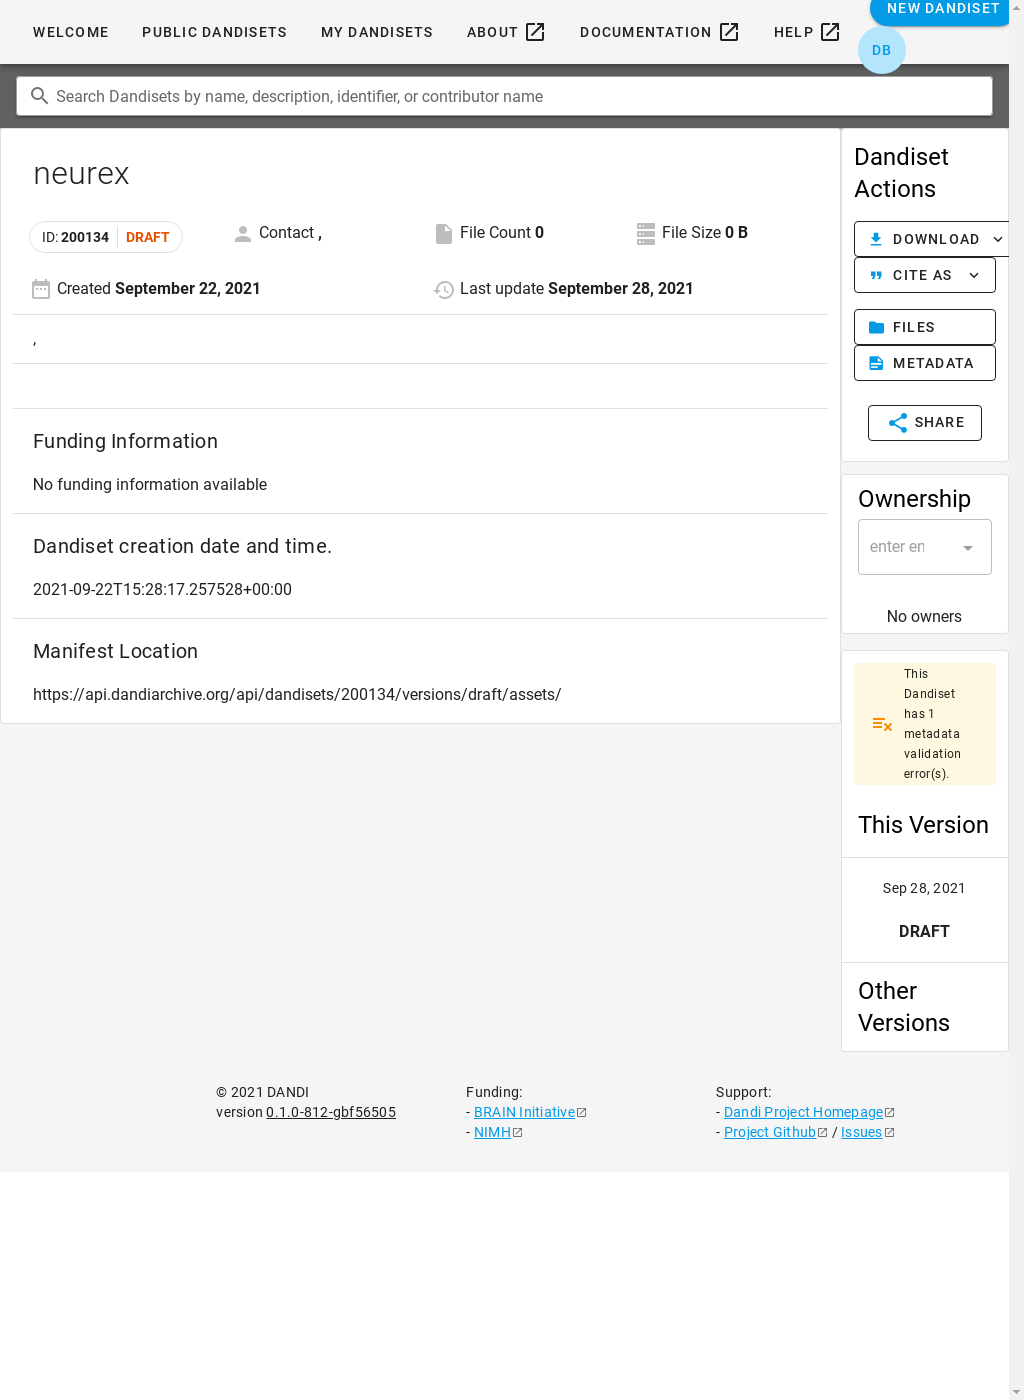 WELCOME
PUBLIC DANDISETS
MY DANDISETS
ABOUT
DOCUMENTATION
HELP
NEW DANDISET
DB
Search Dandisets by name, description, identifier, or contributor name
neurex
ID: 200134 DRAFT
Contact ,
File Count 0
File Size 0 B
Created September 22, 2021
Last update September 28, 2021
,
Funding Information
No funding information available
Dandiset creation date and time.
2021-09-22T15:28:17.257528+00:00
Manifest Location
https://api.dandiarchive.org/api/dandisets/200134/versions/draft/assets/
Dandiset
Actions
DOWNLOAD
CITE AS
FILES
METADATA
SHARE
Ownership
enter en
No owners
This
Dandiset
has 1
metadata
validation
error(s).
This Version
Sep 28, 2021
DRAFT
Other
Versions
© 2021 DANDI
version 0.1.0-812-gbf56505
Funding:
- BRAIN Initiative
- NIMH
Support:
- Dandi Project Homepage
- Project Github / Issues